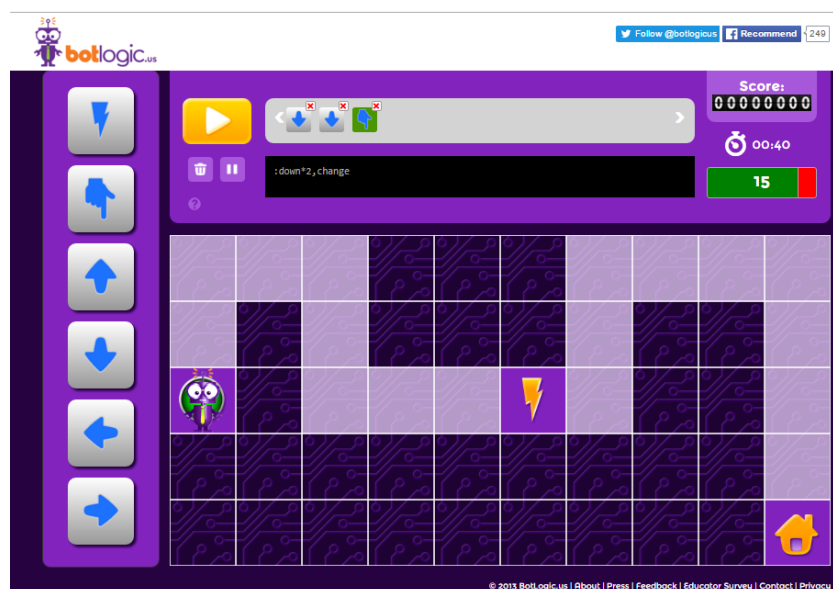 botlogic.us
Follow @botlogicus
Recommend
249
Score:
00000000
00:40
:down*2,change
15
?
© 2013 BotLogic.us | About | Press | Feedback | Educator Survey | Contact | Privacy